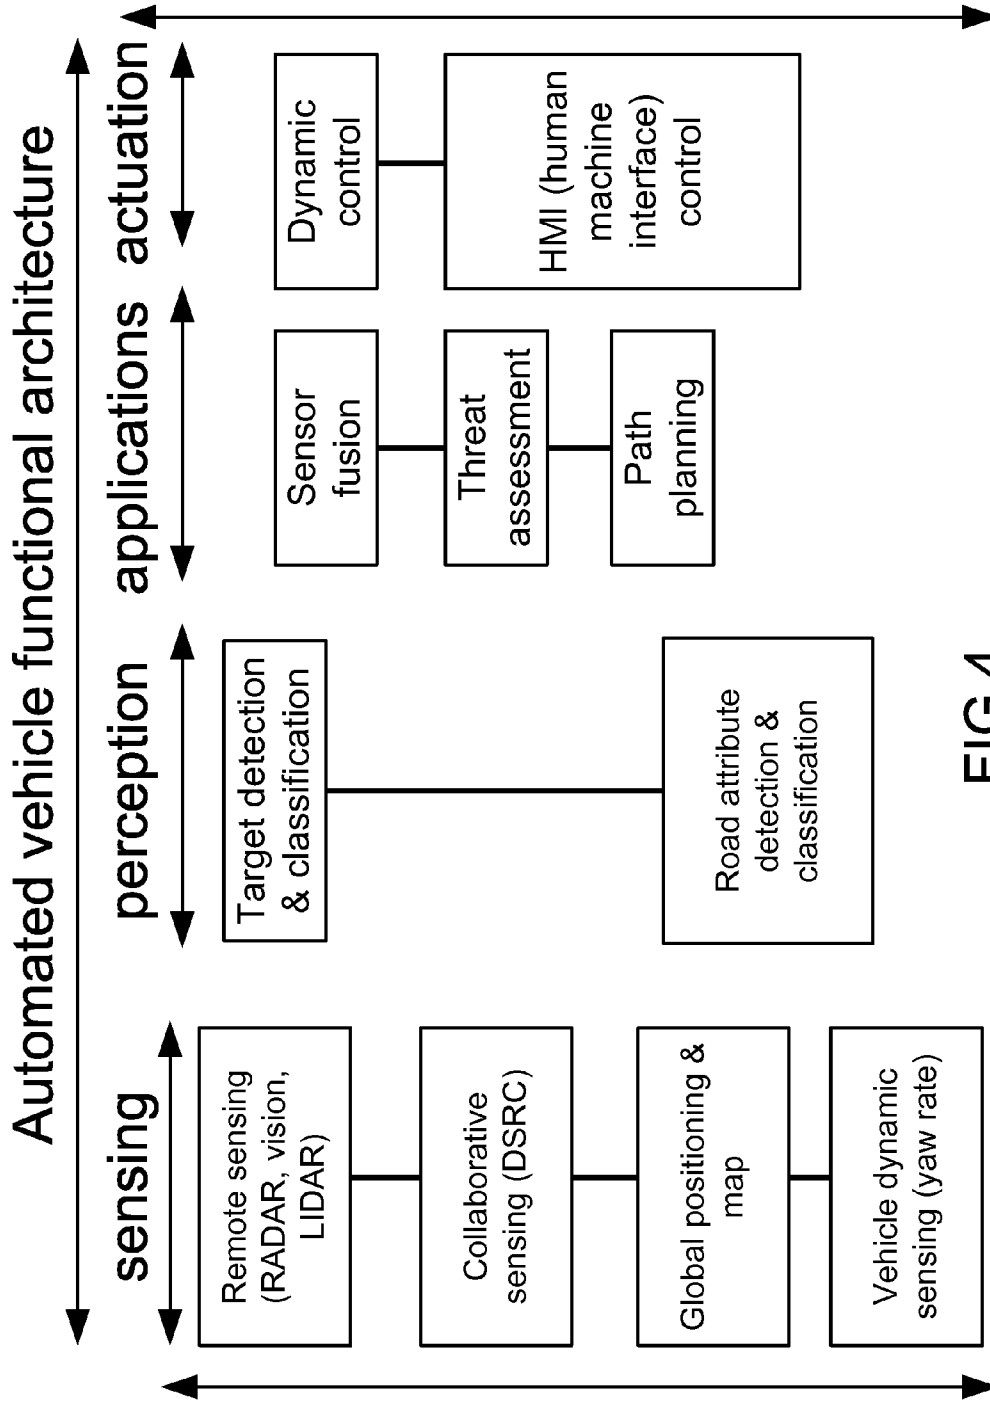 Automated vehicle functional architecture
sensing
perception
applications
actuation
Remote sensing
(RADAR, vision,
LIDAR)
Collaborative
sensing (DSRC)
Global positioning &
map
Vehicle dynamic
sensing (yaw rate)
Target detection
& classification
Road attribute
detection &
classification
Sensor
fusion
Threat
assessment
Path
planning
Dynamic
control
HMI (human
machine
interface)
control
FIG 4